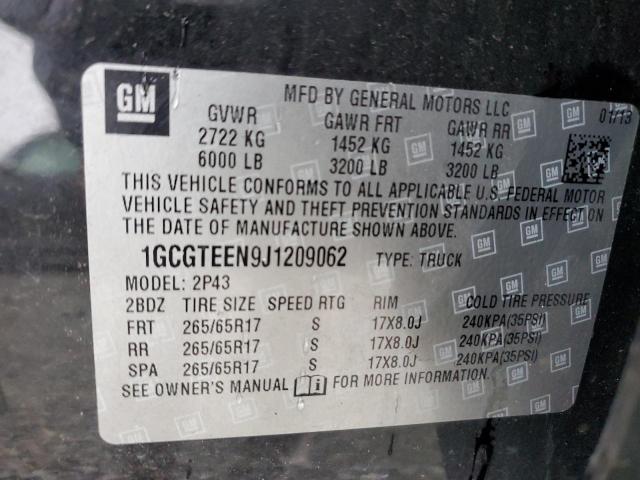 GM
MFD BY GENERAL MOTORS LLC
GVWR GAWR FRT GAWR RR
2722 KG 1452 KG 1452 KG
6000 LB 3200 LB 3200 LB
THIS VEHICLE CONFORMS TO ALL APPLICABLE U.S. FEDERAL MOTOR
VEHICLE SAFETY AND THEFT PREVENTION STANDARDS IN EFFECT ON
THE DATE OF MANUFACTURE SHOWN ABOVE.
1GCGTEEN9J1209062 TYPE: TRUCK
MODEL: 2P43
2BDZ TIRE SIZE SPEED RTG RIM COLD TIRE PRESSURE
FRT 265/65R17 S 17X8.0J 240KPA(35PSI)
RR 265/65R17 S 17X8.0J 240KPA(35PSI)
SPA 265/65R17 S 17X8.0J 240KPA(35PSI)
SEE OWNER'S MANUAL FOR MORE INFORMATION.